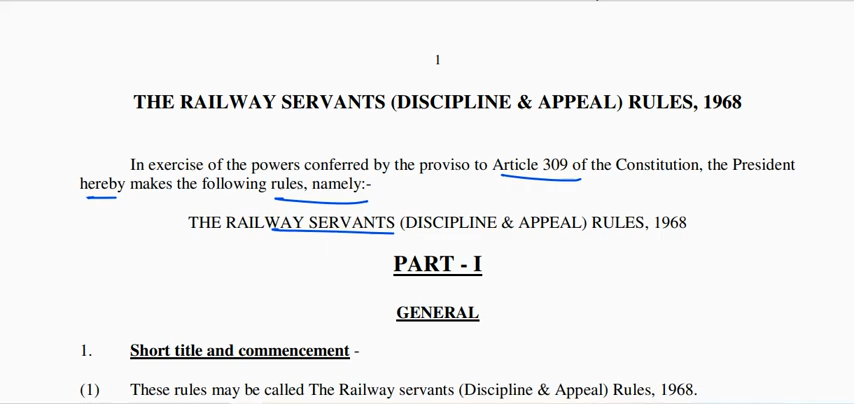 1
THE RAILWAY SERVANTS (DISCIPLINE & APPEAL) RULES, 1968
In exercise of the powers conferred by the proviso to Article 309 of the Constitution, the President
hereby makes the following rules, namely:-
THE RAILWAY SERVANTS (DISCIPLINE & APPEAL) RULES, 1968
PART - I
GENERAL
1. Short title and commencement -
(1) These rules may be called The Railway servants (Discipline & Appeal) Rules, 1968.